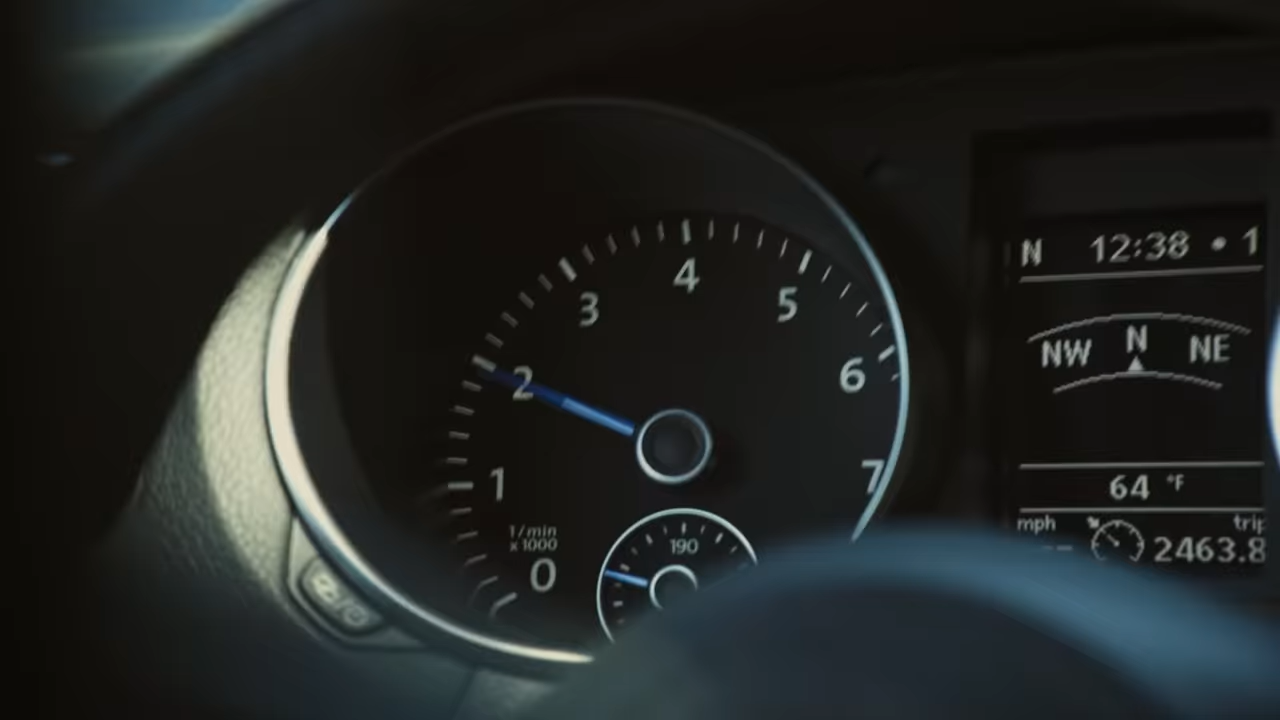 4
3
5
2
6
1
7
1/min
x1000
0
190
N 12:38 • 1
NW N NE
64 °F
mph trip
2463.8